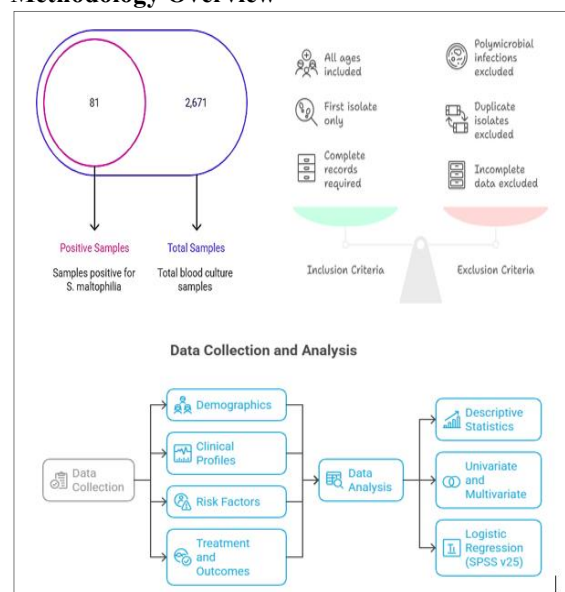 Methodology Overview
81
2,671
Positive Samples
Total Samples
Samples positive for
S. maltophilia
Total blood culture
samples
All ages
included
First isolate
only
Complete
records
required
Polymicrobial
infections
excluded
Duplicate
isolates
excluded
Incomplete
data excluded
Inclusion Criteria
Exclusion Criteria
Data Collection and Analysis
Data
Collection
Demographics
Clinical
Profiles
Risk Factors
Treatment
and
Outcomes
Data
Analysis
Descriptive
Statistics
Univariate
and
Multivariate
Logistic
Regression
(SPSS v25)